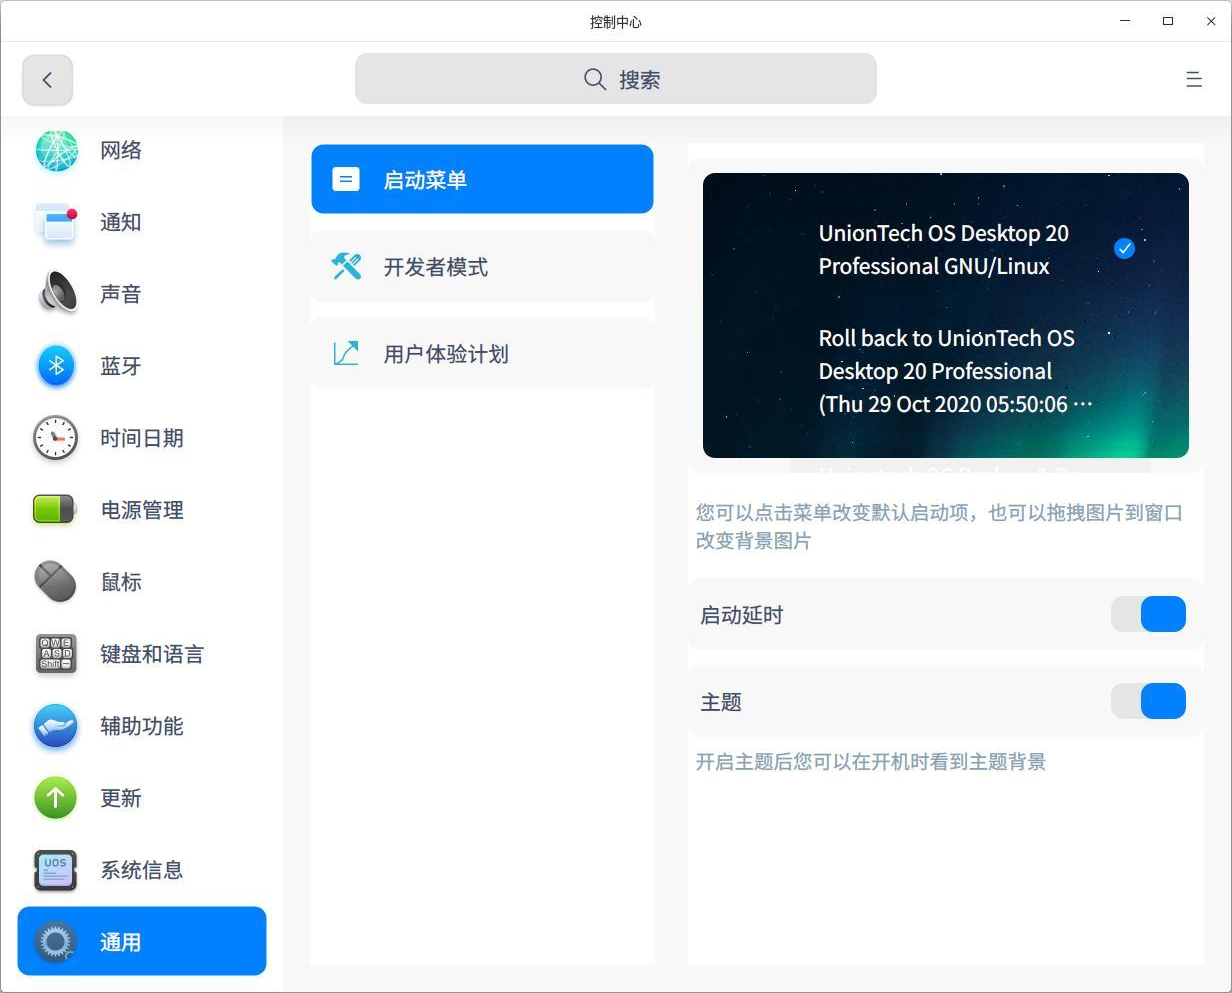 控制中心
搜索
网络
通知
声音
蓝牙
时间日期
电源管理
鼠标
键盘和语言
辅助功能
更新
UOS
系统信息
通用
启动菜单
开发者模式
用户体验计划
UnionTech OS Desktop 20
Professional GNU/Linux
Roll back to UnionTech OS
Desktop 20 Professional
(Thu 29 Oct 2020 05:50:06 ···
您可以点击菜单改变默认启动项，也可以拖拽图片到窗口
改变背景图片
启动延时
主题
开启主题后您可以在开机时看到主题背景